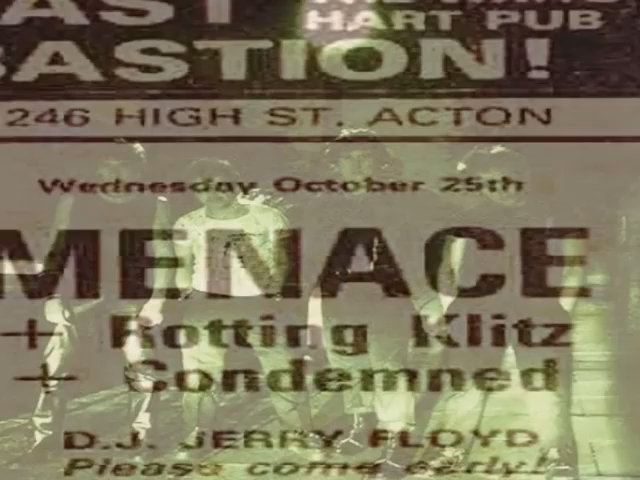 AST
HART PUB
BASTION!
246 HIGH ST. ACTON
Wednesday October 25th
MENACE
+ Rotting Klitz
+ Condemned
D.J. JERRY FLOYD
Please come early!